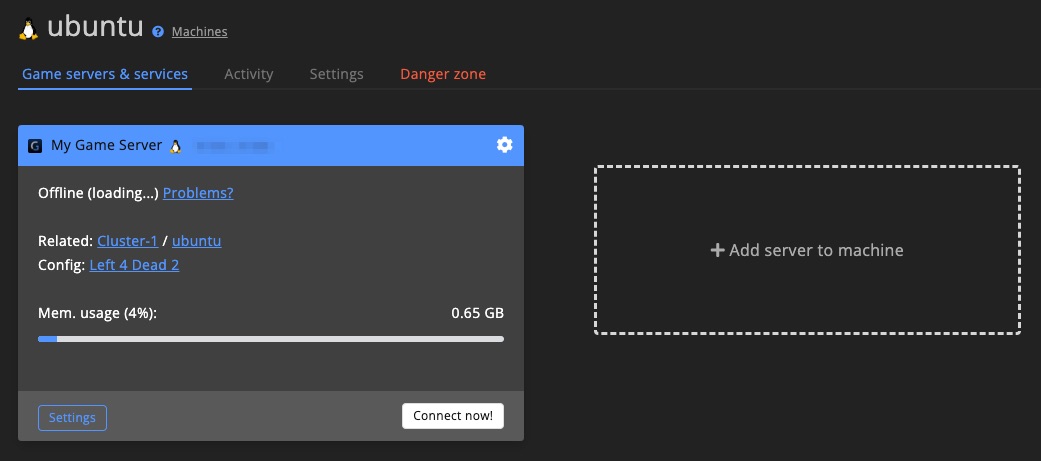 ubuntu Machines
Game servers & services Activity Settings Danger zone
G My Game Server
Offline (loading...) Problems?
Related: Cluster-1 / ubuntu
Config: Left 4 Dead 2
Mem. usage (4%): 0.65 GB
Settings Connect now!
Add server to machine